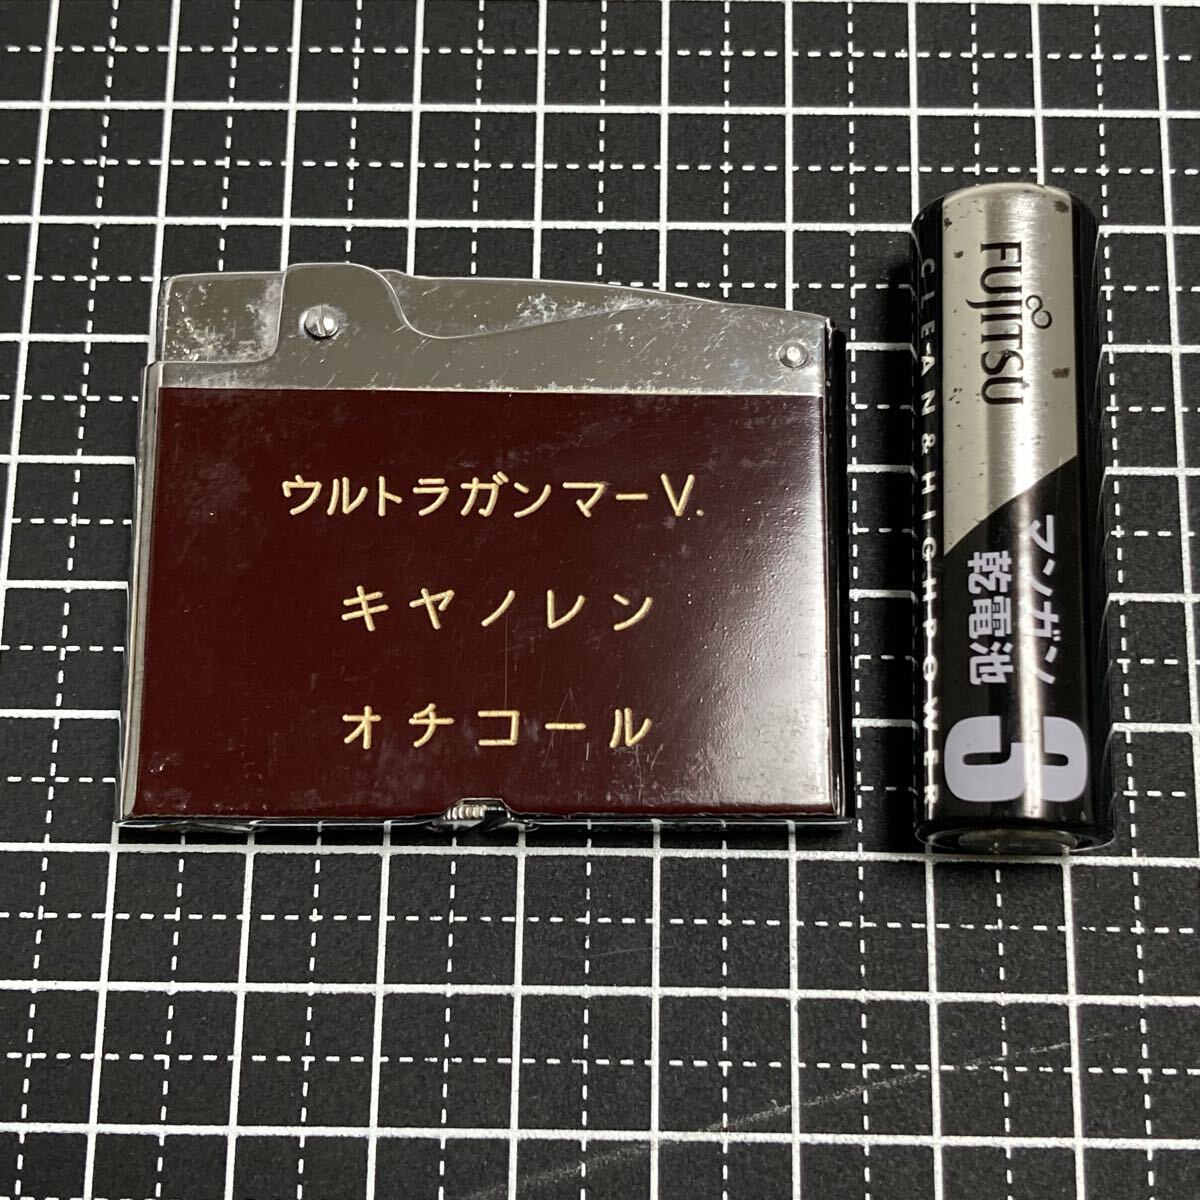 ウルトラガンマーV.
キヤノレン
オチコール
FUJITSU
CLEAN & HIGH POWER
マンガン
乾電池
3